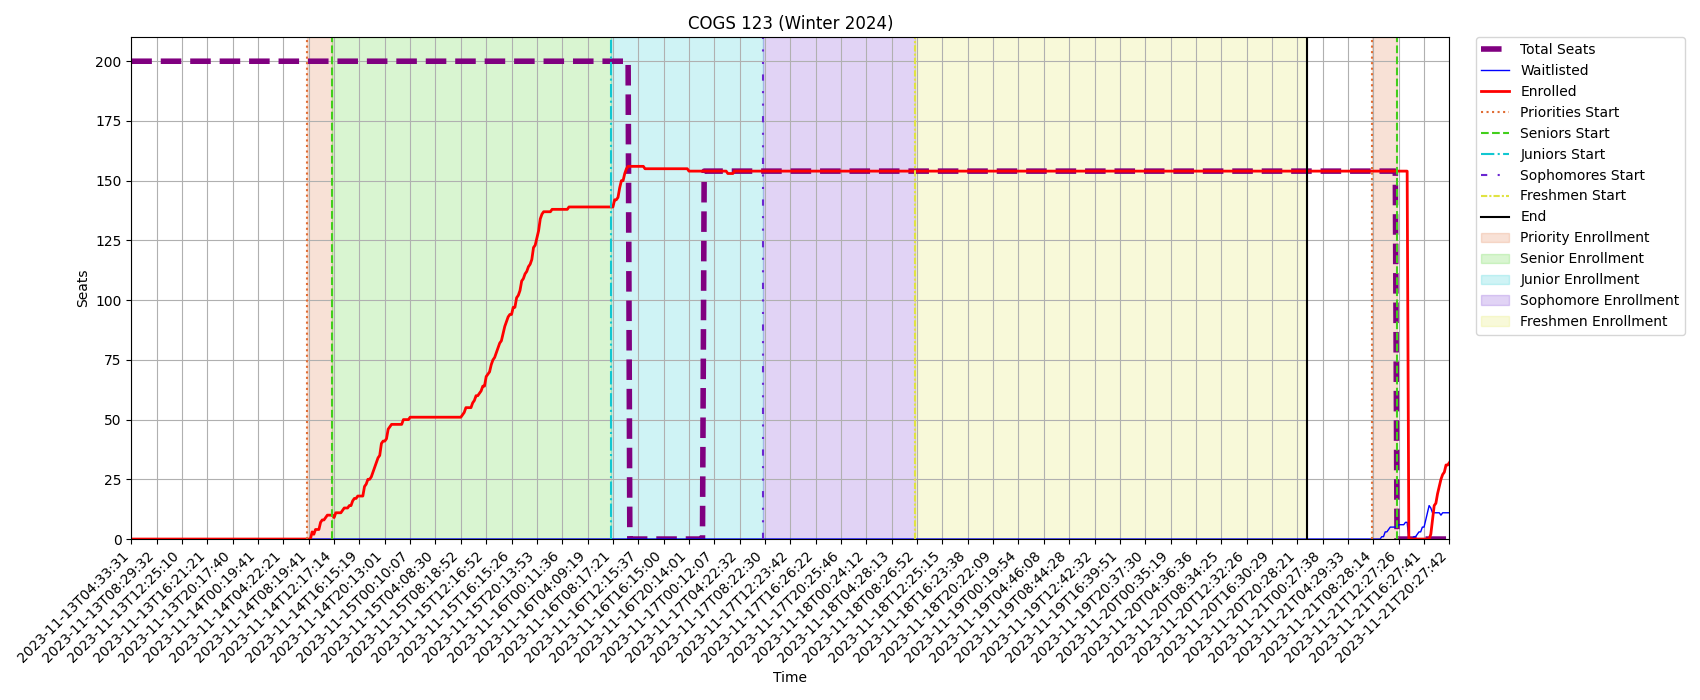 COGS 123 (Winter 2024)
Total Seats
Waitlisted
Enrolled
Priorities Start
Seniors Start
Juniors Start
Sophomores Start
Freshmen Start
End
Priority Enrollment
Senior Enrollment
Junior Enrollment
Sophomore Enrollment
Freshmen Enrollment
Seats
200
175
150
125
100
75
50
25
0
2023-11-13T04:33:31
2023-11-13T08:29:32
2023-11-13T12:25:10
2023-11-13T16:21:21
2023-11-13T20:17:40
2023-11-14T00:19:41
2023-11-14T04:22:21
2023-11-14T08:19:41
2023-11-14T12:17:14
2023-11-14T16:15:19
2023-11-14T20:13:01
2023-11-15T00:10:07
2023-11-15T04:08:30
2023-11-15T08:18:52
2023-11-15T12:16:52
2023-11-15T16:15:26
2023-11-15T20:13:53
2023-11-16T00:11:36
2023-11-16T04:09:19
2023-11-16T08:17:21
2023-11-16T12:15:37
2023-11-16T16:15:00
2023-11-16T20:14:01
2023-11-17T00:12:07
2023-11-17T04:22:32
2023-11-17T08:22:30
2023-11-17T12:23:42
2023-11-17T16:26:22
2023-11-17T20:25:46
2023-11-18T00:24:12
2023-11-18T04:28:13
2023-11-18T08:26:52
2023-11-18T12:25:15
2023-11-18T16:23:38
2023-11-18T20:22:09
2023-11-19T00:19:54
2023-11-19T04:46:08
2023-11-19T08:44:28
2023-11-19T12:42:32
2023-11-19T16:39:51
2023-11-19T20:37:30
2023-11-20T00:35:19
2023-11-20T04:36:36
2023-11-20T08:34:25
2023-11-20T12:32:26
2023-11-20T16:30:29
2023-11-20T20:28:21
2023-11-21T00:27:38
2023-11-21T04:29:33
2023-11-21T08:28:14
2023-11-21T12:27:26
2023-11-21T16:27:41
2023-11-21T20:27:42
Time